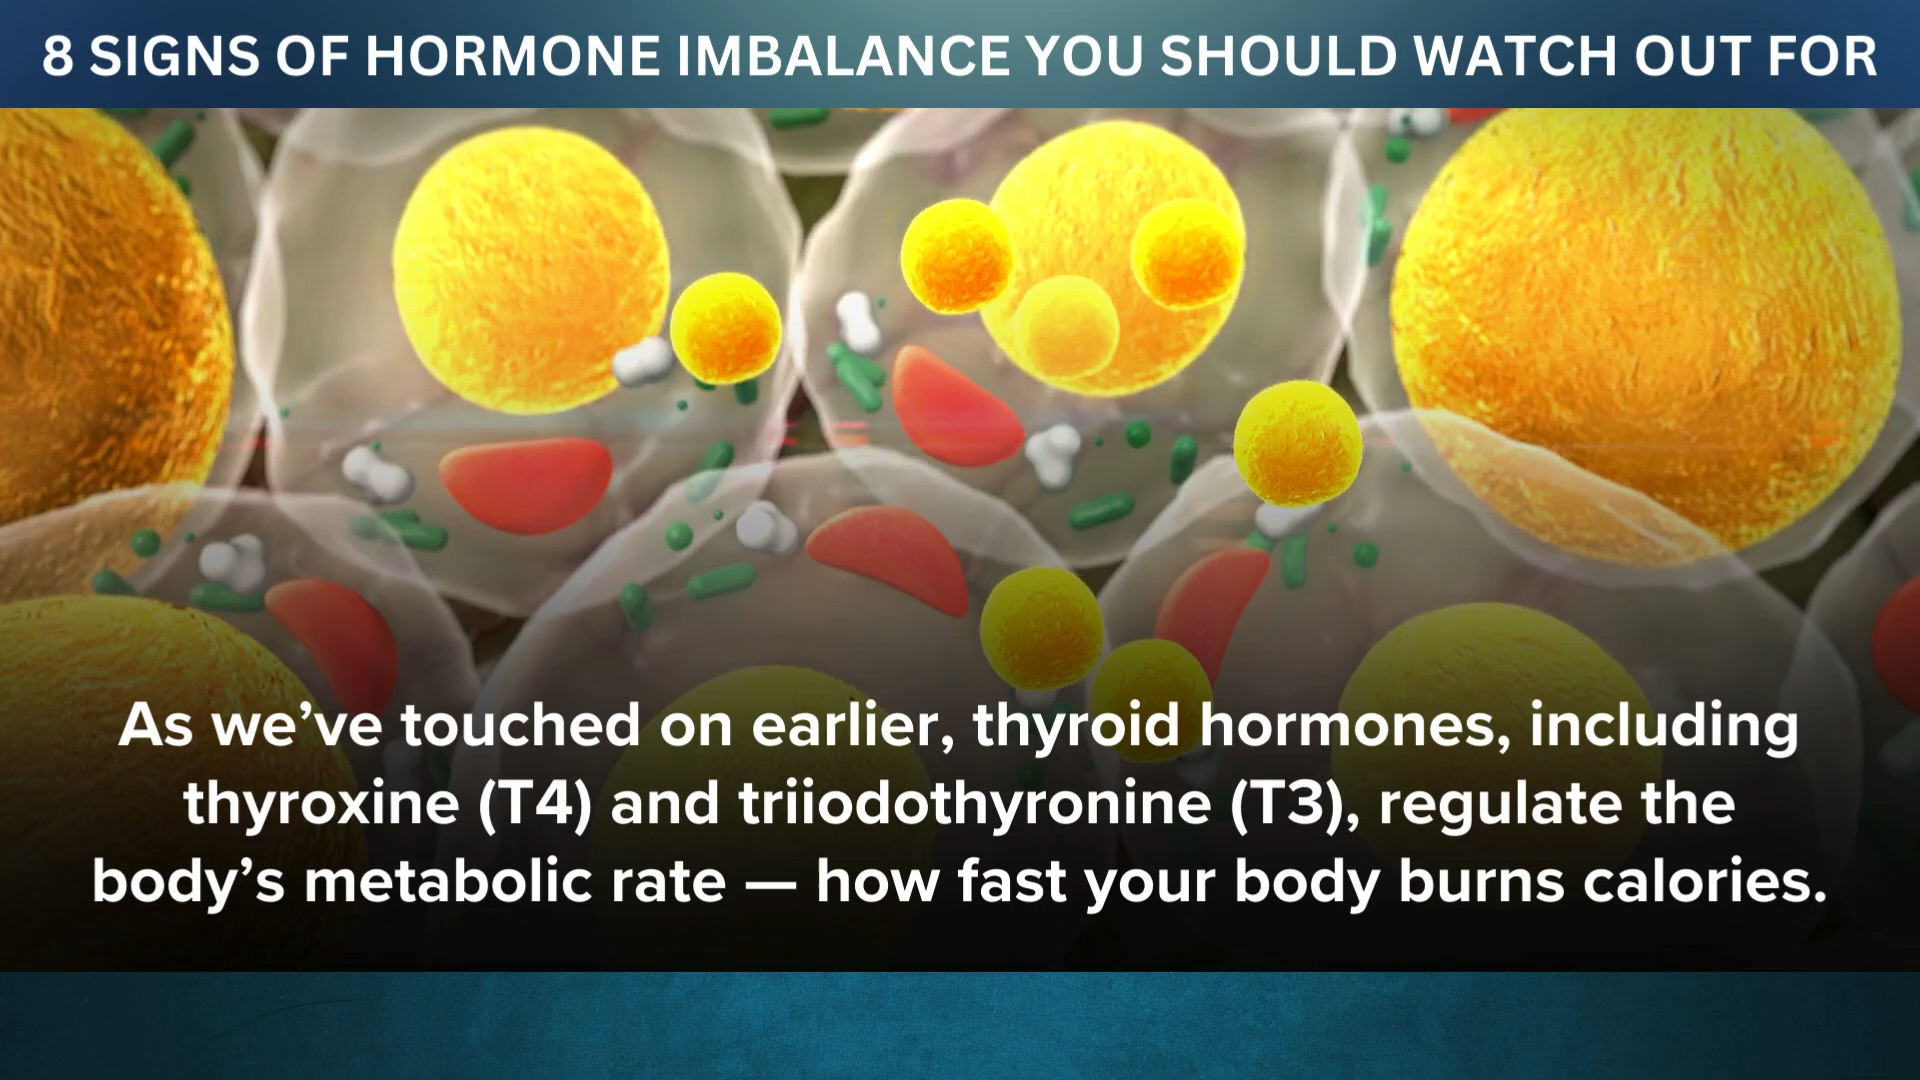 8 SIGNS OF HORMONE IMBALANCE YOU SHOULD WATCH OUT FOR
As we’ve touched on earlier, thyroid hormones, including
thyroxine (T4) and triiodothyronine (T3), regulate the
body’s metabolic rate — how fast your body burns calories.